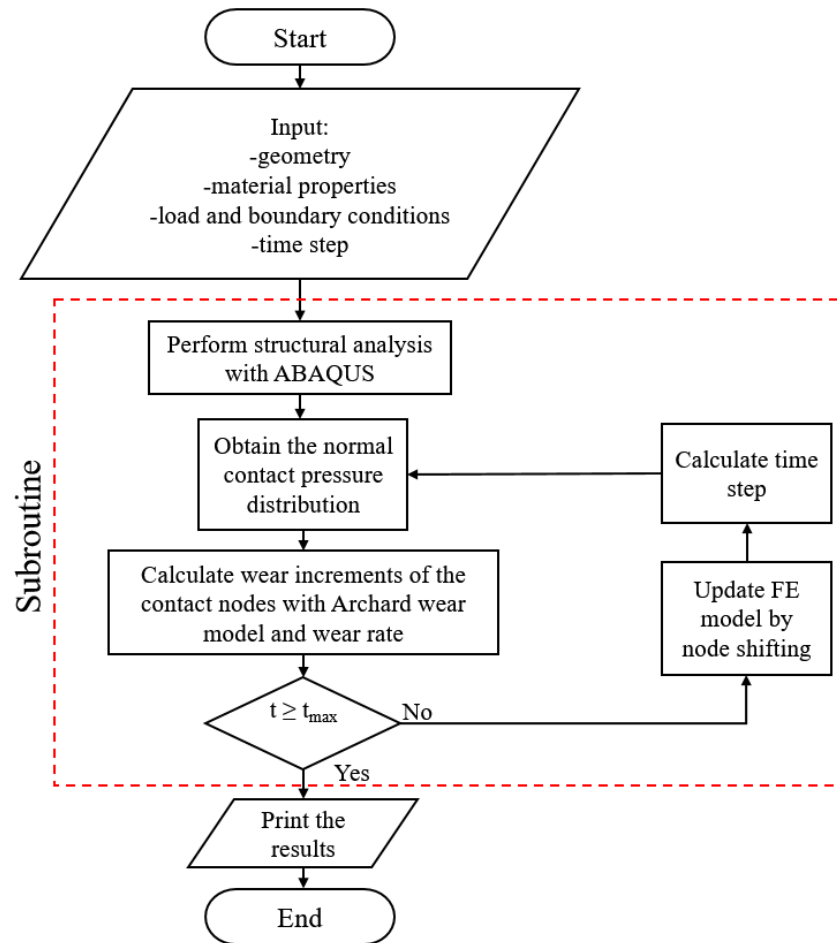 Start
Input:
-geometry
-material properties
-load and boundary conditions
-time step
Subroutine
Perform structural analysis
with ABAQUS
Obtain the normal
contact pressure
distribution
Calculate time
step
Calculate wear increments of the
contact nodes with Archard wear
model and wear rate
Update FE
model by
node shifting
t ≥ tmax
No
Yes
Print the
results
End